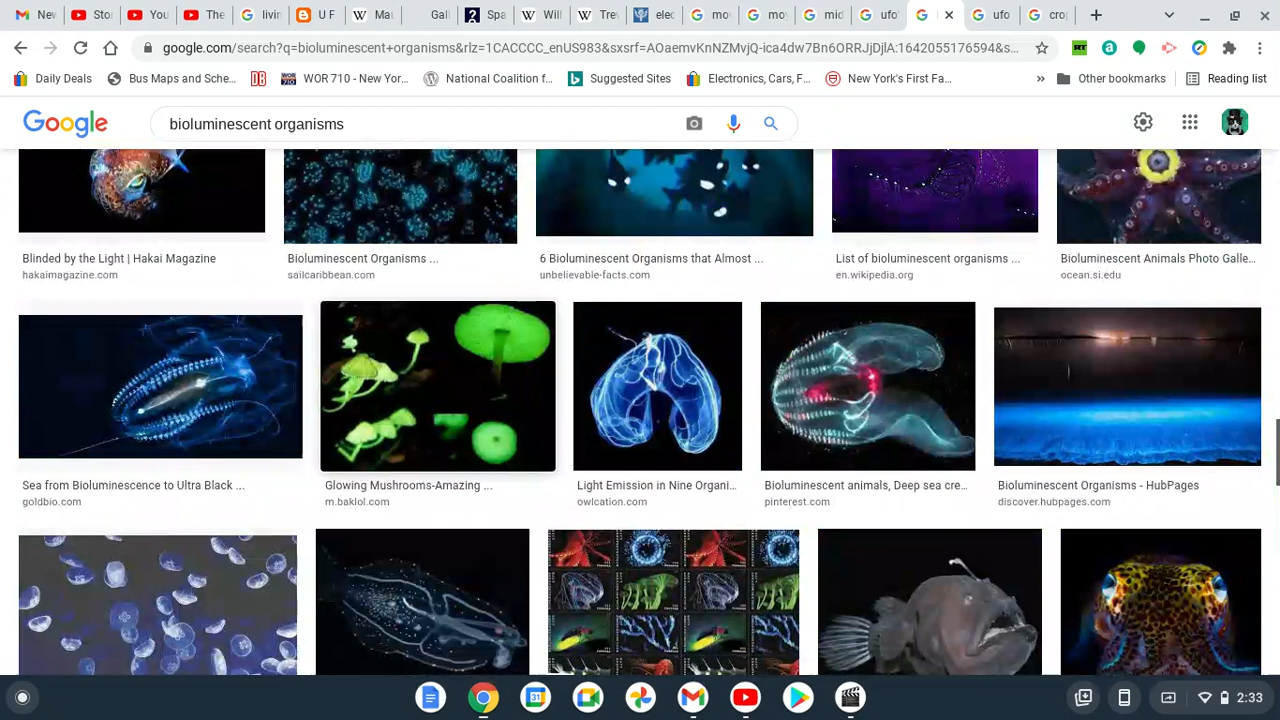 New
Stor
You
The
livin
U F
Wau
Gall
Spa
Wil
Trev
elec
mo
mid
ufo
ufo
cro
google.com/search?q=bioluminescent+organisms&rlz=1CACCCC_enUS983&sxsrf=AOaemvKnNZMvjQ-ica4dw7Bn6ORRJjDjlA:1642055176594&s...
Daily Deals
Bus Maps and Sche...
WOR 710 - New York...
National Coalition f...
Suggested Sites
Electronics, Cars, F...
New York's First Fa...
»
Other bookmarks
Reading list
Google
bioluminescent organisms
Blinded by the Light | Hakai Magazine
hakaimagazine.com
Bioluminescent Organisms ...
sailcaribbean.com
6 Bioluminescent Organisms that Almost ...
unbelievable-facts.com
List of bioluminescent organisms ...
en.wikipedia.org
Bioluminescent Animals Photo Galle...
ocean.si.edu
Sea from Bioluminescence to Ultra Black ...
goldbio.com
Glowing Mushrooms-Amazing ...
m.baklol.com
Light Emission in Nine Organi...
owlcation.com
Bioluminescent animals, Deep sea cre...
pinterest.com
Bioluminescent Organisms - HubPages
discover.hubpages.com
2:33